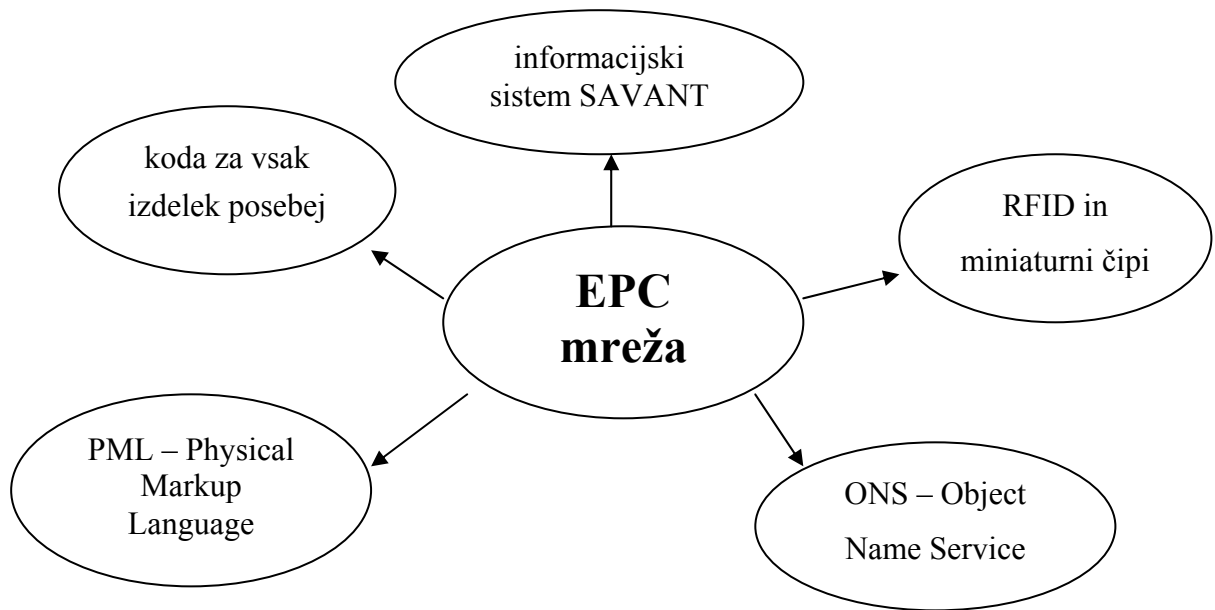 informacijski
sistem SAVANT
koda za vsak
izdelek posebej
RFID in
miniaturni čipi
EPC
mreža
PML – Physical
Markup
Language
ONS – Object
Name Service